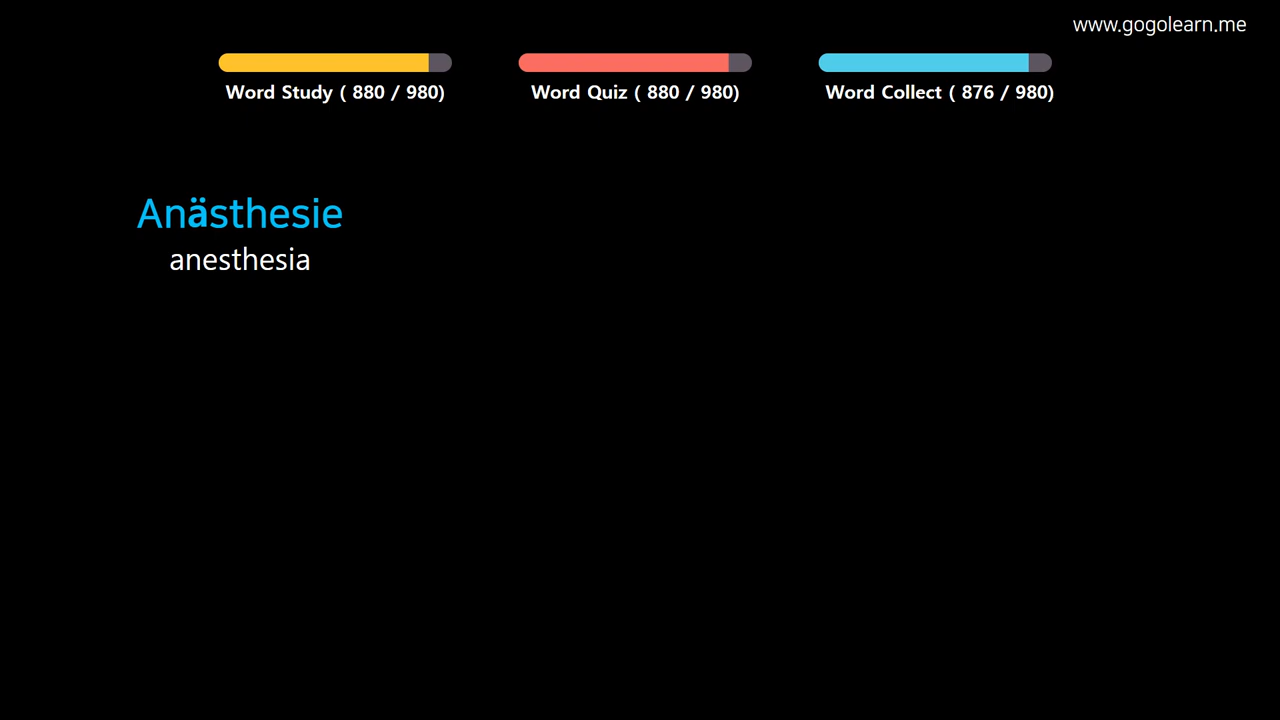 www.gogolearn.me
Word Study ( 880 / 980)
Word Quiz ( 880 / 980)
Word Collect ( 876 / 980)
Anästhesie
anesthesia